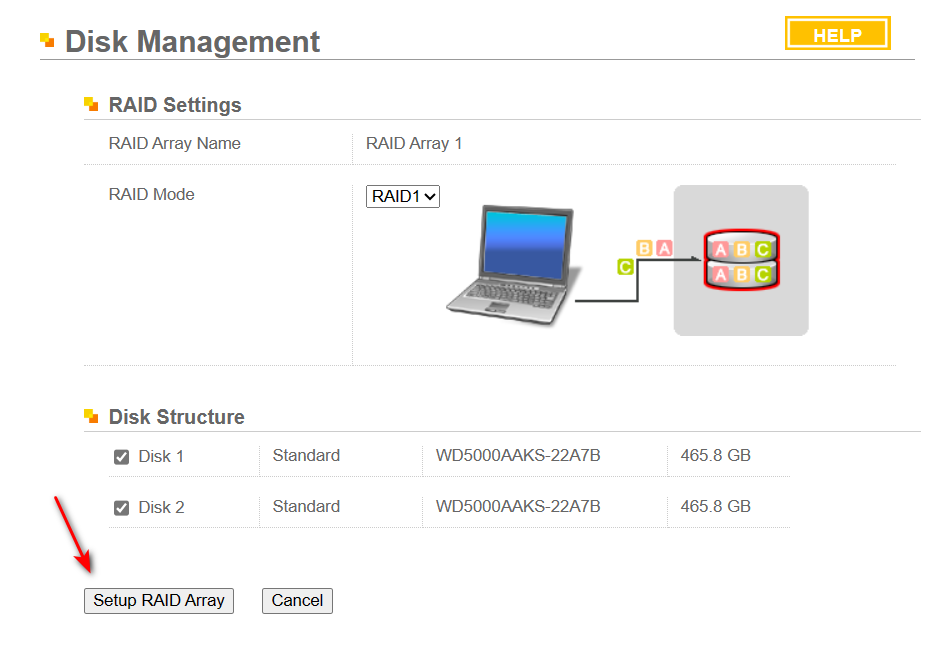 Disk Management
HELP
RAID Settings
RAID Array Name RAID Array 1
RAID Mode RAID1
B A
C
A B C
A B C
Disk Structure
Disk 1 Standard WD5000AAKS-22A7B 465.8 GB
Disk 2 Standard WD5000AAKS-22A7B 465.8 GB
Setup RAID Array Cancel